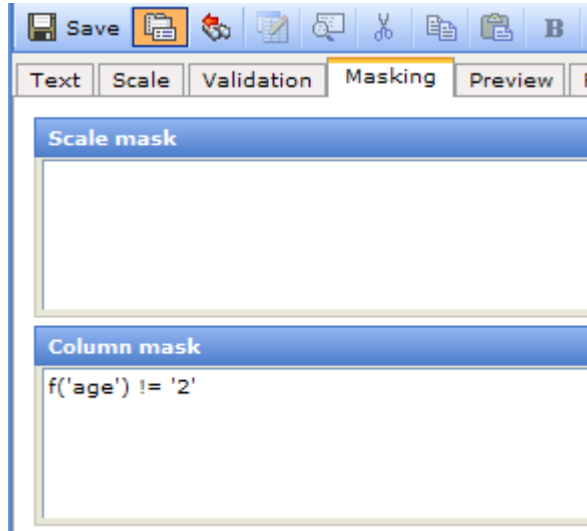 Save B
Text Scale Validation Masking Preview
Scale mask
Column mask
f('age') != '2'